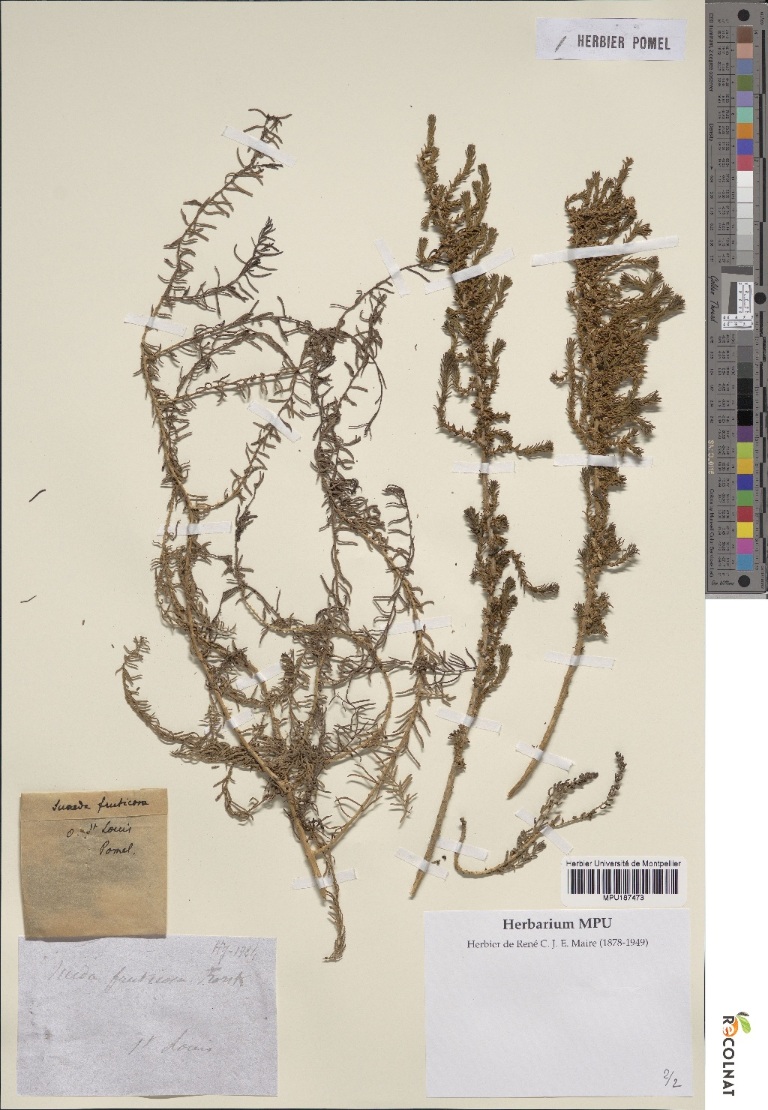 HERBIER POMEL
Suaeda fruticosa
O. St Louis
Pomel.
fruticosa Forsk
St Louis
Herbier Université de Montpellier
MPU187473
Herbarium MPU
Herbier de René C. J. E. Maire (1878-1949)
2/2
RECOLNAT